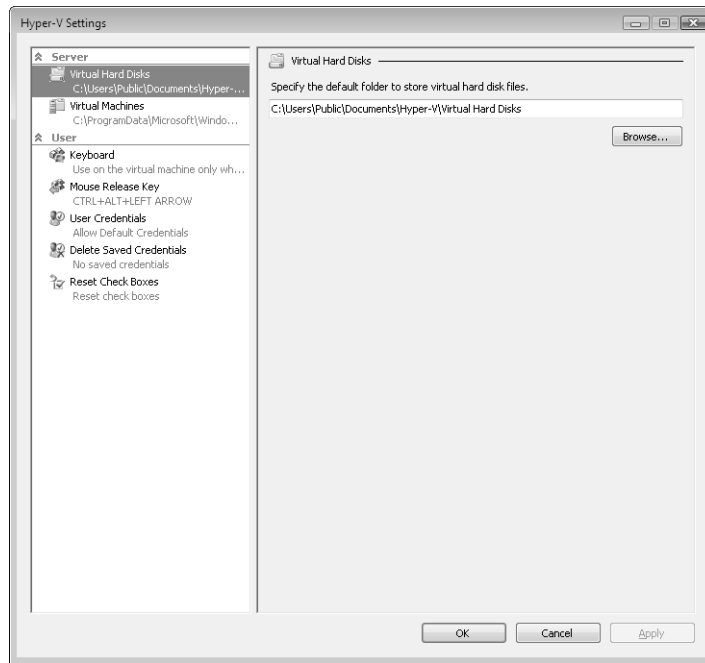 Hyper-V Settings
Server
Virtual Hard Disks
C:\Users\Public\Documents\Hyper-...
Virtual Machines
C:\ProgramData\Microsoft\Windo...
User
Keyboard
Use on the virtual machine only wh...
Mouse Release Key
CTRL+ALT+LEFT ARROW
User Credentials
Allow Default Credentials
Delete Saved Credentials
No saved credentials
Reset Check Boxes
Reset check boxes
Virtual Hard Disks
Specify the default folder to store virtual hard disk files.
C:\Users\Public\Documents\Hyper-V\Virtual Hard Disks
Browse...
OK
Cancel
Apply